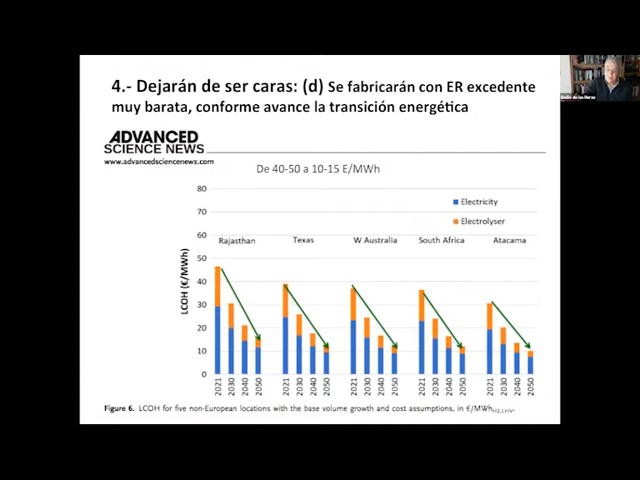 4.- Dejarán de ser caras: (d) Se fabricarán con ER excedente
muy barata, conforme avance la transición energética
ADVANCED
SCIENCE NEWS
www.advancedsciencenews.com
De 40-50 a 10-15 E/MWh
80
70
60
50
40
30
20
10
0
LCOH (€/MWh)
Electricity
Electrolyser
Rajasthan
Texas
W Australia
South Africa
Atacama
2021 2030 2040 2050
2021 2030 2040 2050
2021 2030 2040 2050
2021 2030 2040 2050
2021 2030 2040 2050
Figure 6. LCOH for five non-European locations with the base volume growth and cost assumptions, in €/MWhH2,LHV.